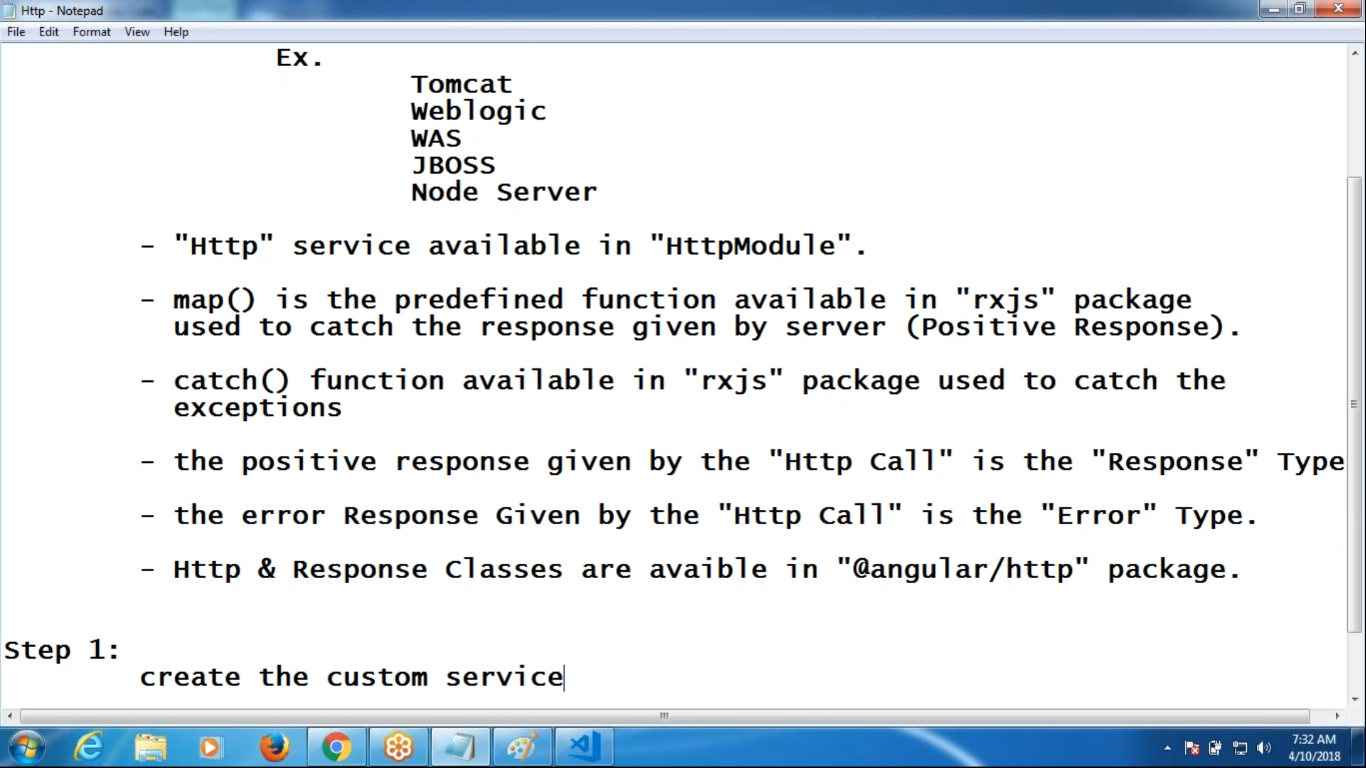 Http - Notepad
File Edit Format View Help
Ex.
Tomcat
Weblogic
WAS
JBOSS
Node Server
- "Http" service available in "HttpModule".
- map() is the predefined function available in "rxjs" package
used to catch the response given by server (Positive Response).
- catch() function available in "rxjs" package used to catch the
exceptions
- the positive response given by the "Http Call" is the "Response" Type
- the error Response Given by the "Http Call" is the "Error" Type.
- Http & Response Classes are avaible in "@angular/http" package.
Step 1:
create the custom service
7:32 AM
4/10/2018